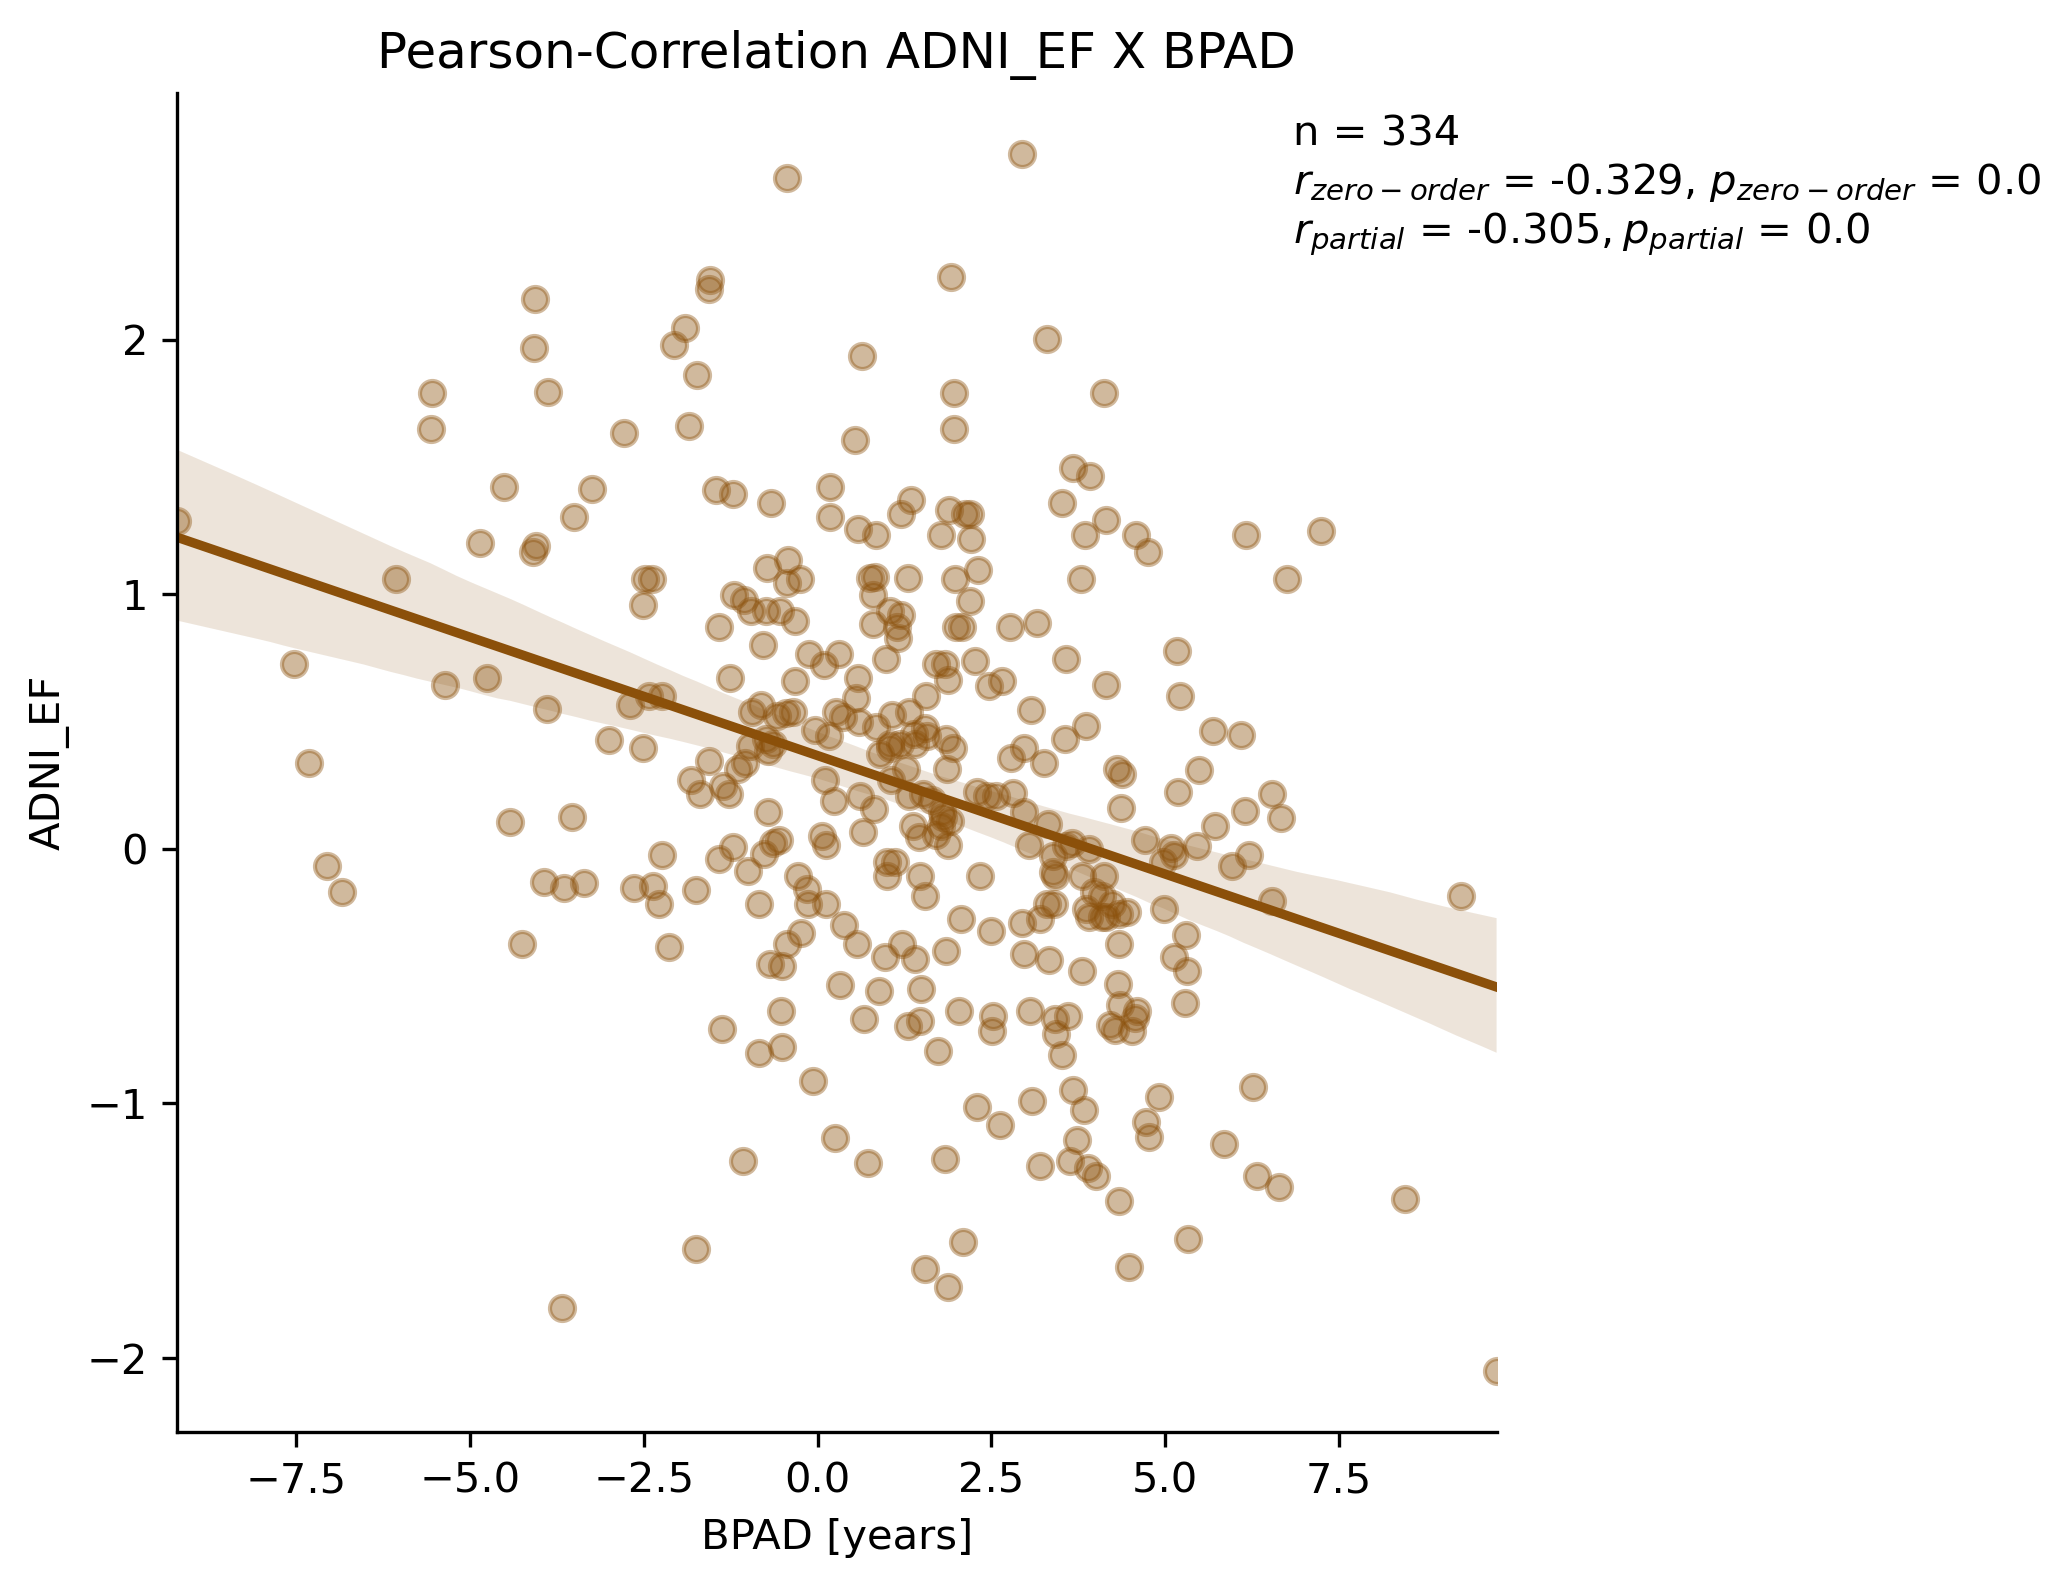 Pearson-Correlation ADNI_EF X BPAD
n = 334
r_zero−order = -0.329, p_zero−order = 0.0
r_partial = -0.305, p_partial = 0.0
2
1
0
−1
−2
ADNI_EF
−7.5 −5.0 −2.5 0.0 2.5 5.0 7.5
BPAD [years]